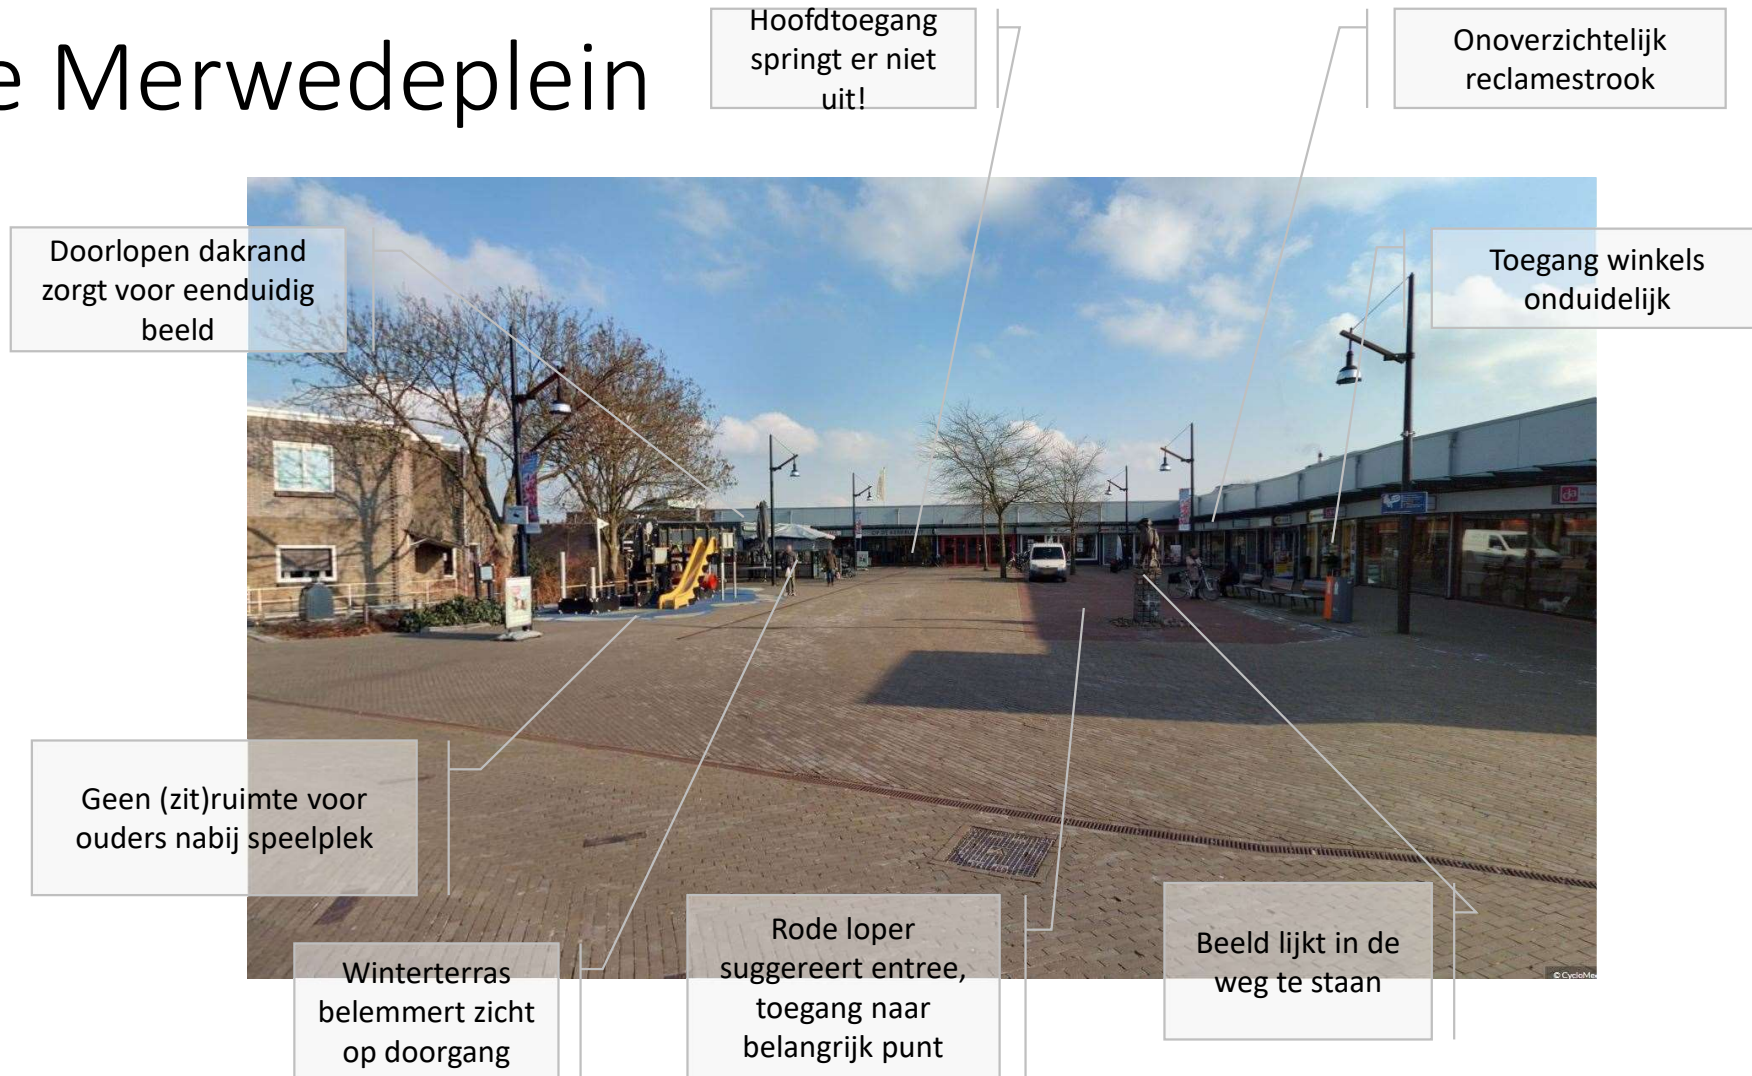 e Merwedeplein
Hoofdtoegang
springt er niet
uit!
Onoverzichtelijk
reclamestrook
Doorlopen dakrand
zorgt voor eenduidig
beeld
Toegang winkels
onduidelijk
Geen (zit)ruimte voor
ouders nabij speelplek
Winterterras
belemmert zicht
op doorgang
Rode loper
suggereert entree,
toegang naar
belangrijk punt
Beeld lijkt in de
weg te staan
da